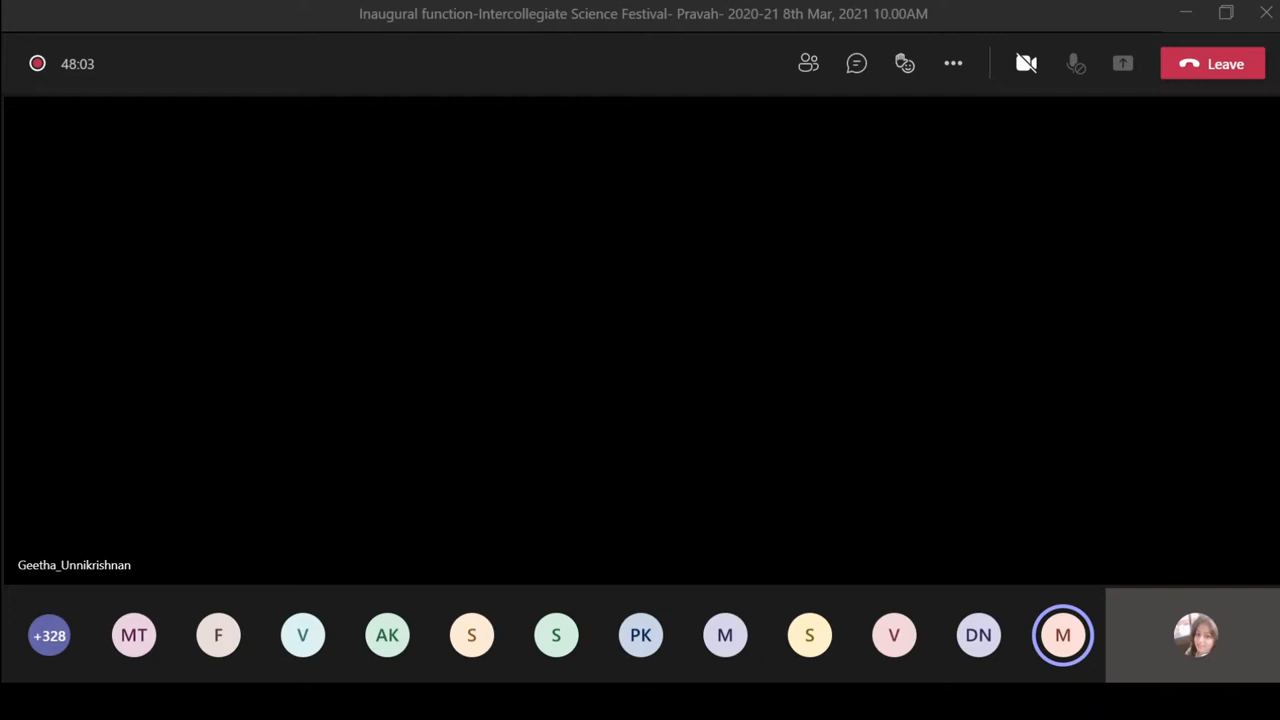 Inaugural function-Intercollegiate Science Festival- Pravah- 2020-21 8th Mar, 2021 10.00AM
48:03
Leave
Geetha_Unnikrishnan
+328 MT F V AK S S PK M S V DN M